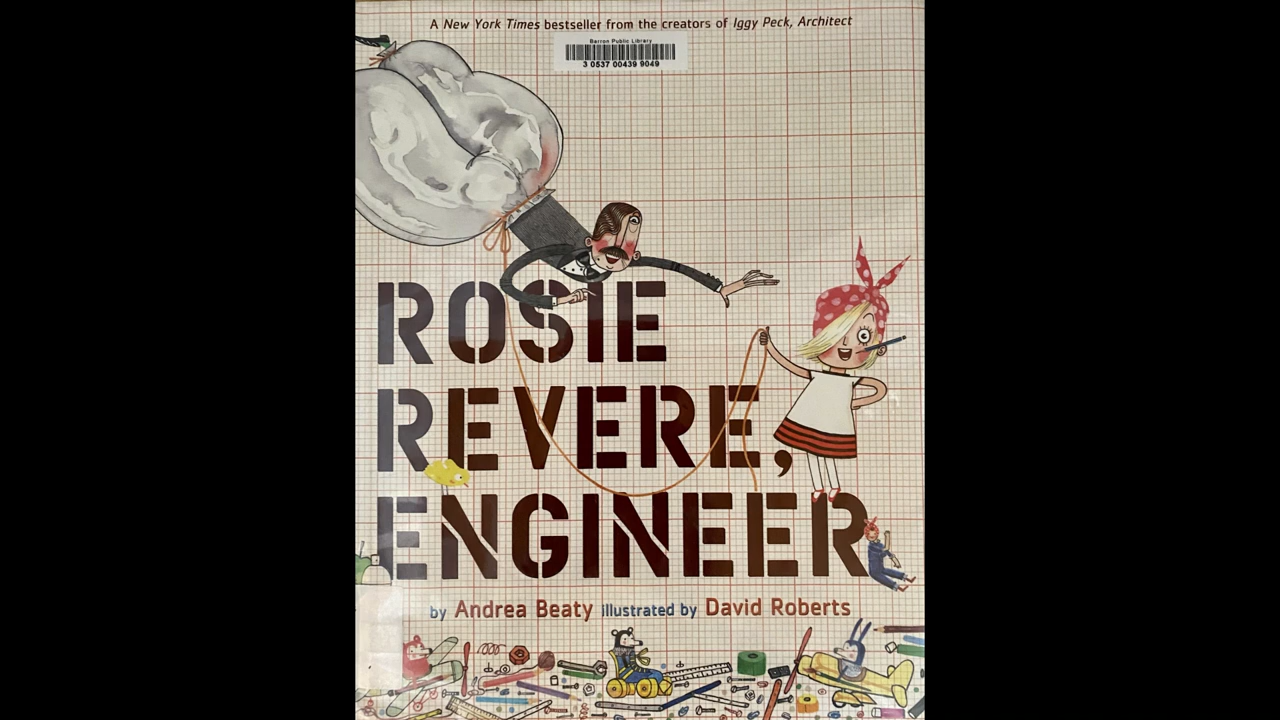 A New York Times bestseller from the creators of Iggy Peck, Architect
Barron Public Library
3 0537 00439 9049
ROSIE
REVERE,
ENGINEER
by Andrea Beaty illustrated by David Roberts